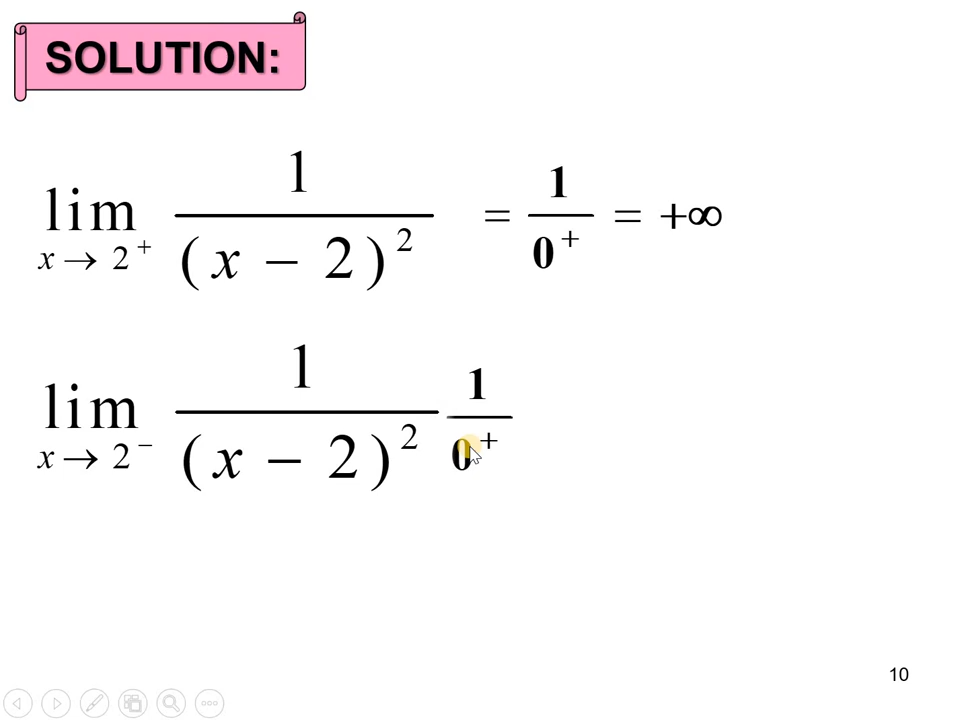 SOLUTION:
lim x → 2⁺ 1 / (x − 2)² = 1 / 0⁺ = +∞
lim x → 2⁻ 1 / (x − 2)² 1 / 0⁺
10